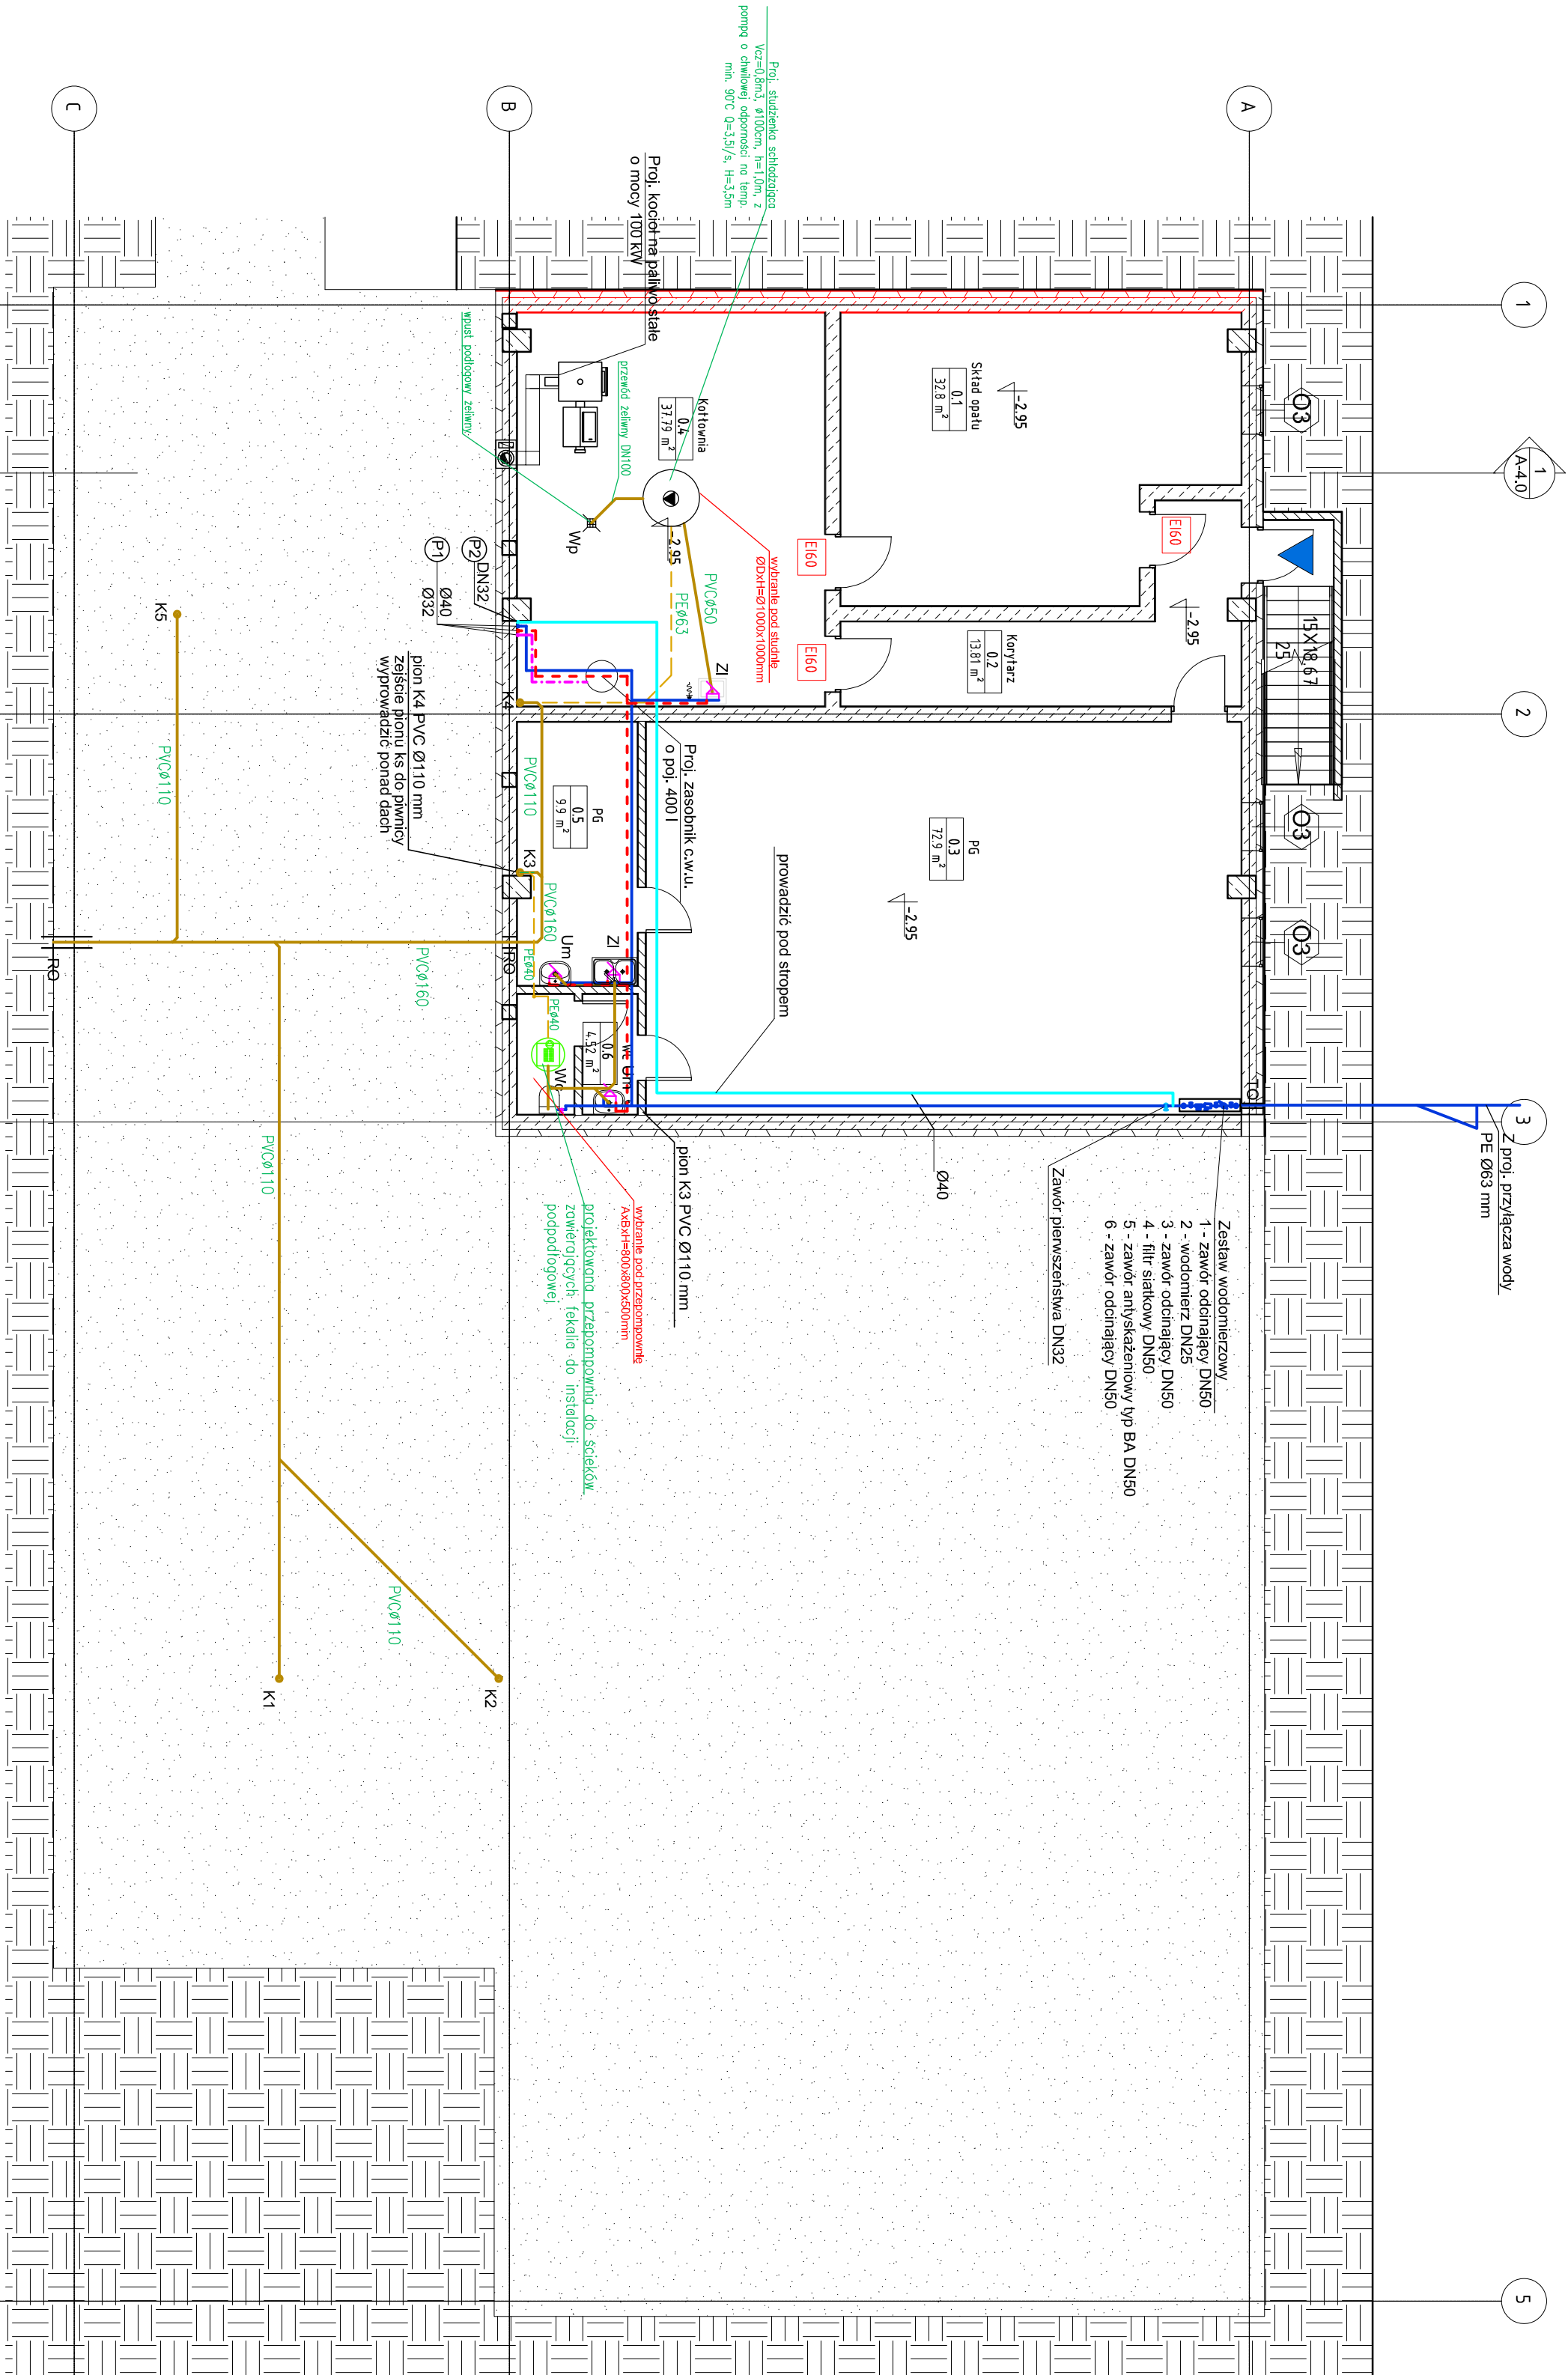 Proj. studzienka schładzająca
Vcz=0,8m3, ø100cm, h=1,0m, z
pompą o chwilowej odporności na temp.
min. 90°C Q=3,5l/s, H=3,5m
Proj. kocioł na paliwo stałe
o mocy 100 kW
wpust podłogowy żeliwny
przewód żeliwny DN100
C
B
A
1
2
3
5
1
A-4.0
Skład opału
0.1
32.8 m²
-2.95
O3
EI60
15X18,67
25
-2.95
Korytarz
0.2
13.81 m²
EI60
EI60
Kotłownia
0.4
37.79 m²
-2.95
wybranie pod studnie
ØDxH=Ø1000x1000mm
PVCø50
PEø63
Zl
Wp
DN32
P2
P1
Ø40
Ø32
K4
K5
PVCø110
pion K4 PVC Ø110 mm
zejście pionu ks do piwnicy
wyprowadzić ponad dach
Proj. zasobnik c.w.u.
o poj. 400 l
PG
0.5
9.9 m²
PVCø110
K3
PVCø160
PEø40
Um
Zl
RO
RO
PVCø160
PG
0.3
72.9 m²
-2.95
O3
O3
prowadzić pod stropem
PEø40
wc
0.6
4.52 m²
Um
Wc
TO
Z proj. przyłącza wody
PE Ø63 mm
Zestaw wodomierzowy
1 - zawór odcinający DN50
2 - wodomierz DN25
3 - zawór odcinający DN50
4 - filtr siatkowy DN50
5 - zawór antyskażeniowy typ BA DN50
6 - zawór odcinający DN50
Zawór pierwszeństwa DN32
Ø40
pion K3 PVC Ø110 mm
wybranie pod przepompownie
AxBxH=800x800x500mm
projektowana przepompownia do ścieków
zawierających fekalia do instalacji
podpodłogowej
PVCø110
PVCø110
K1
K2